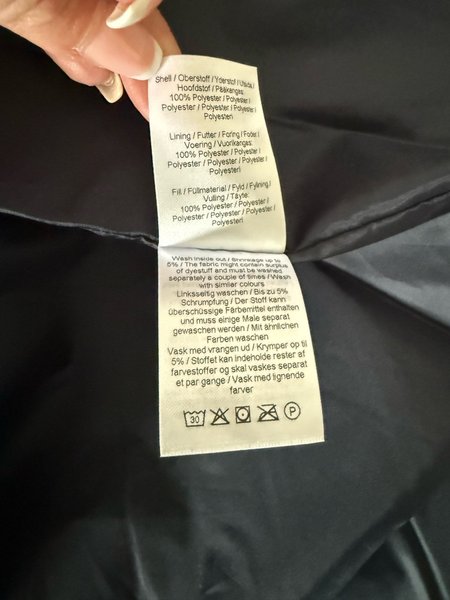 Shell / Oberstoff / Yderstof / Utsida /
Hoofdstof / Pääkangas:
100% Polyester / Polyester /
Polyester / Polyester / Polyester /
Polyesteri
Lining / Futter / Foring / Foder /
Voering / Vuorikangas:
100% Polyester / Polyester /
Polyester / Polyester / Polyester /
Polyesteri
Fill / Füllmaterial / Fyld / Fyllning /
Vulling / Täyte:
100% Polyester / Polyester /
Polyester / Polyester / Polyester /
Polyesteri
Wash inside out / Shrinkage up to
5% / The fabric might contain surplus
of dyestuff and must be washed
separately a couple of times / Wash
with similar colours
Linksseitig waschen / Bis zu 5%
Schrumpfung / Der Stoff kann
überschüssige Färbemittel enthalten
und muss einige Male separat
gewaschen werden / Mit ähnlichen
Farben waschen
Vask med vrangen ud / Krymper op til
5% / Stoffet kan indeholde rester af
farvestoffer og skal vaskes separat
et par gange / Vask med lignende
farver
30 P